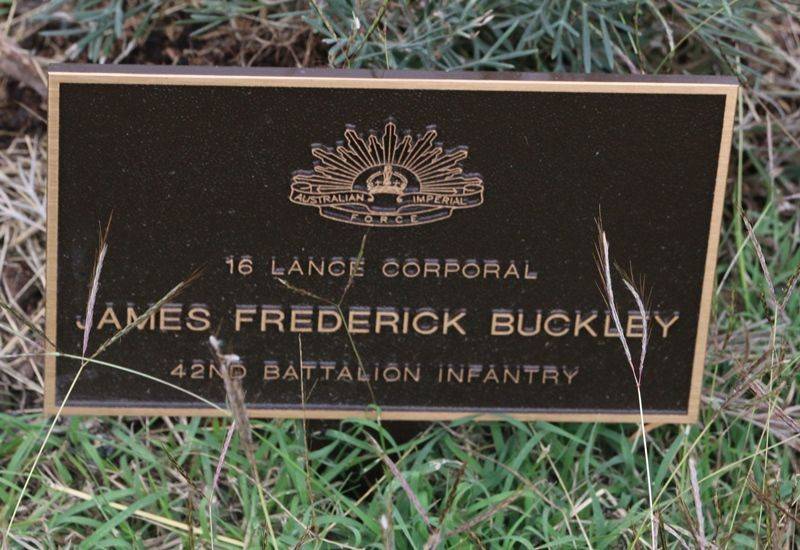 AUSTRALIAN IMPERIAL
FORCE
16 LANCE CORPORAL
JAMES FREDERICK BUCKLEY
42ND BATTALION INFANTRY